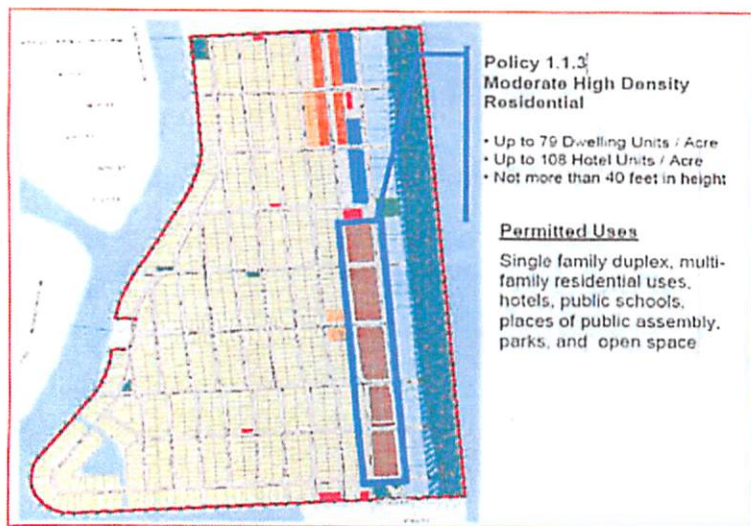 Policy 1.1.3
Moderate High Density
Residential
• Up to 79 Dwelling Units / Acre
• Up to 108 Hotel Units / Acre
• Not more than 40 feet in height
Permitted Uses
Single family duplex, multi-
family residential uses,
hotels, public schools,
places of public assembly,
parks, and open space